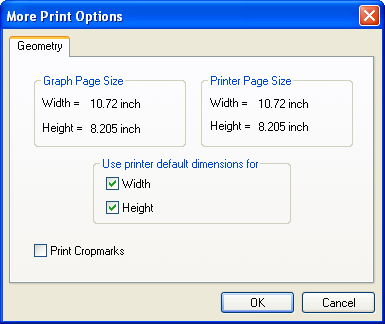 More Print Options
Geometry
Graph Page Size
Width = 10.72 inch
Height = 8.205 inch
Printer Page Size
Width = 10.72 inch
Height = 8.205 inch
Use printer default dimensions for
Width
Height
Print Cropmarks
OK
Cancel